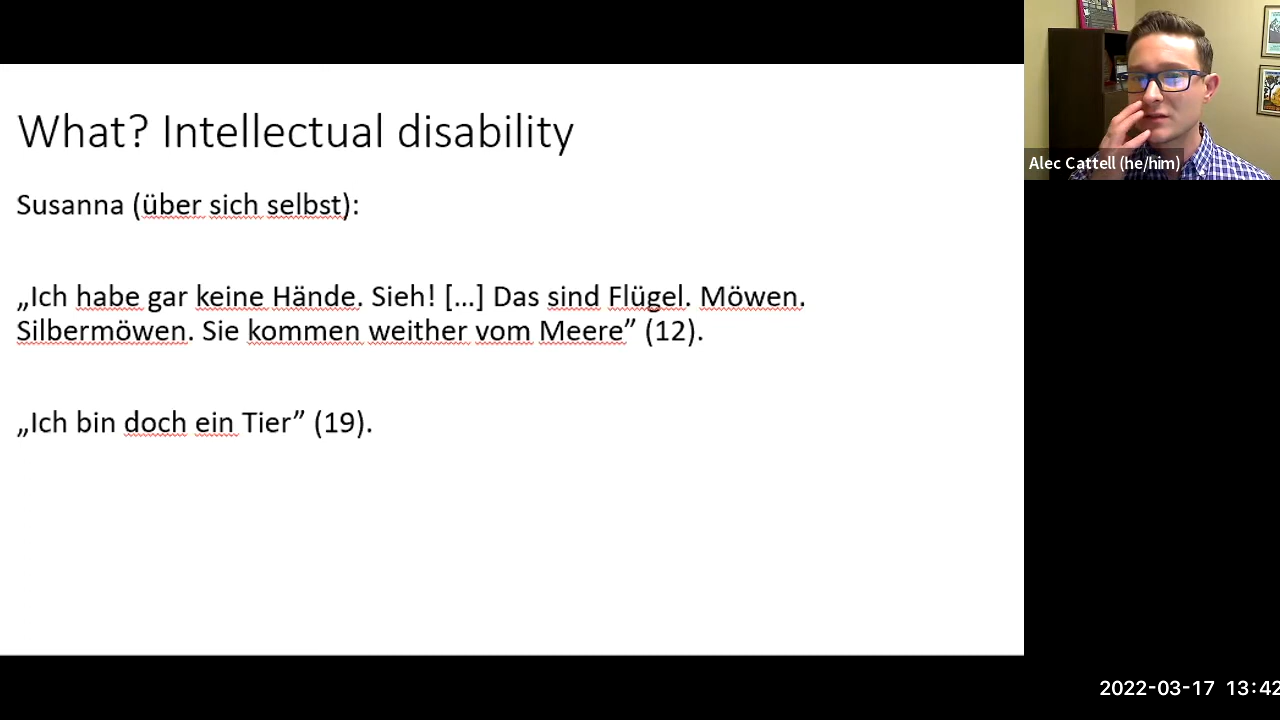 What? Intellectual disability
Susanna (über sich selbst):
„Ich habe gar keine Hände. Sieh! […] Das sind Flügel. Möwen.
Silbermöwen. Sie kommen weither vom Meere” (12).
„Ich bin doch ein Tier” (19).
Alec Cattell (he/him)
2022-03-17 13:42